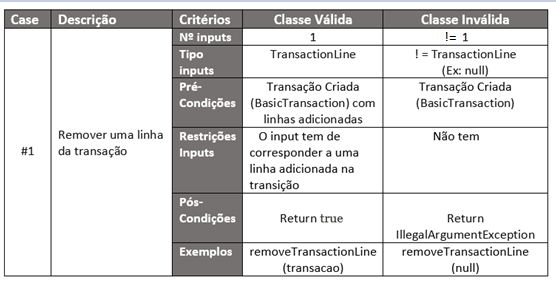 Case Descrição Critérios Classe Válida Classe Inválida
Nº inputs 1 != 1
Tipo TransactionLine ! = TransactionLine
inputs (Ex: null)
Pré- Transação Criada Transação Criada
Condições (BasicTransaction) com (BasicTransaction)
linhas adicionadas
#1 Remover uma linha
da transação
Restrições O input tem de Não tem
Inputs corresponder a uma
linha adicionada na
transição
Pós-
Condições Return true Return
IllegalArgumentException
Exemplos removeTransactionLine removeTransactionLine
(transacao) (null)